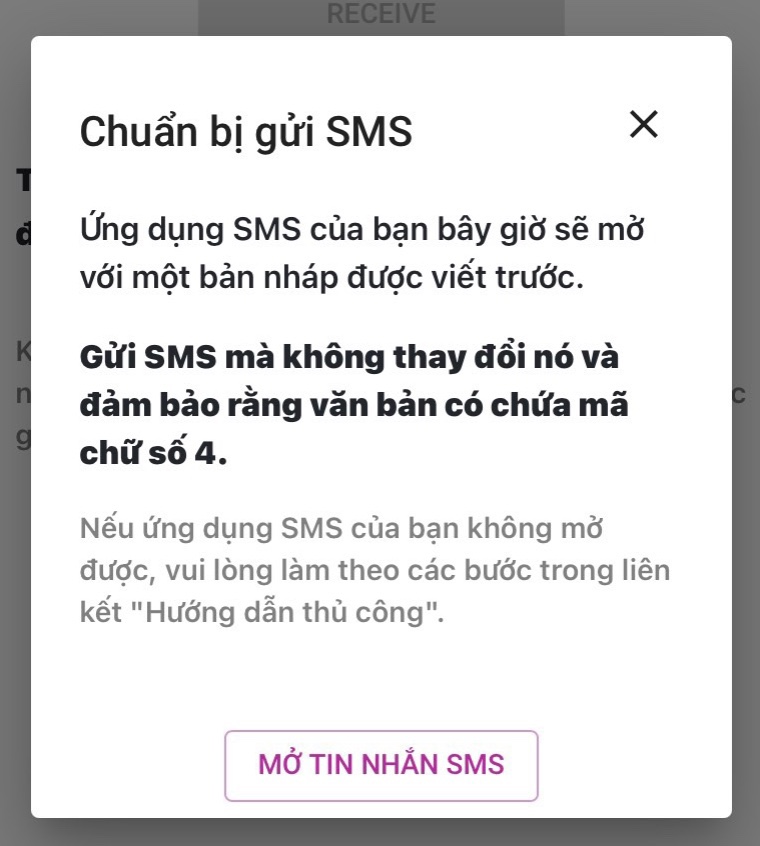 RECEIVE
Chuẩn bị gửi SMS
Ứng dụng SMS của bạn bây giờ sẽ mở
với một bản nháp được viết trước.
Gửi SMS mà không thay đổi nó và
đảm bảo rằng văn bản có chứa mã
chữ số 4.
Nếu ứng dụng SMS của bạn không mở
được, vui lòng làm theo các bước trong liên
kết "Hướng dẫn thủ công".
MỞ TIN NHẮN SMS